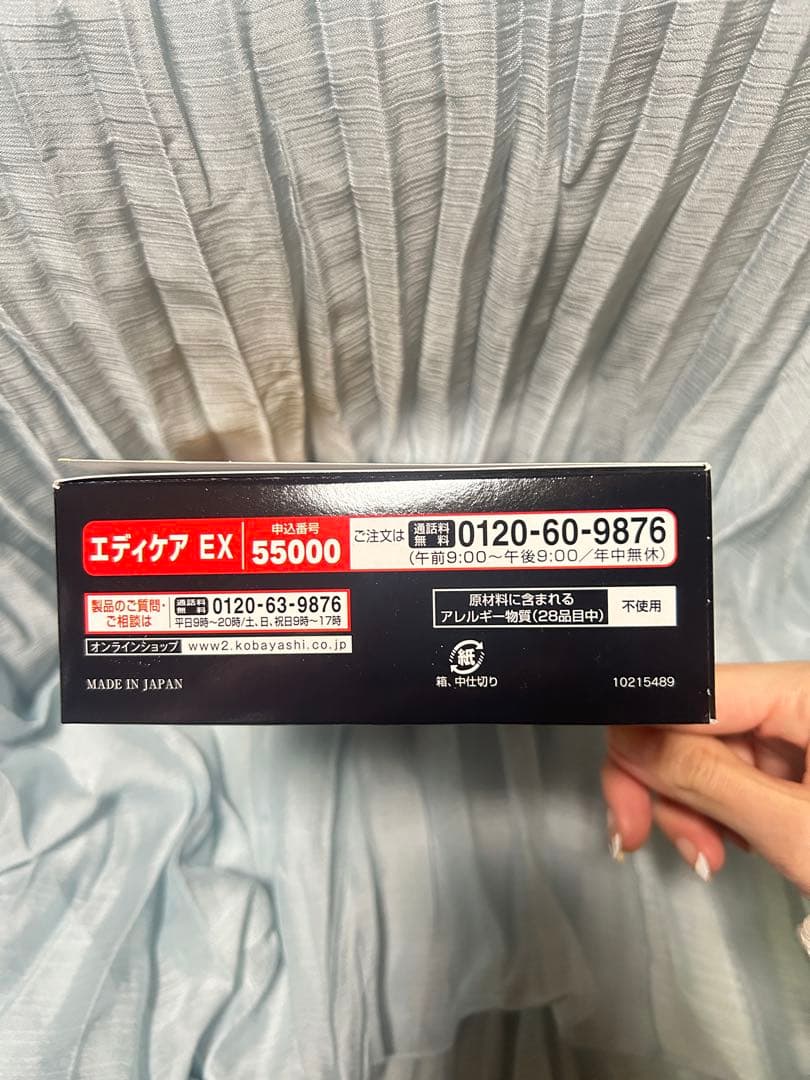 エディケア EX
申込番号
55000
ご注文は 通話料無料 0120-60-9876
(午前9:00〜午後9:00/年中無休)
製品のご質問・
ご相談は
通話料無料 0120-63-9876
平日9時〜20時/土、日、祝日9時〜17時
オンラインショップ www2.kobayashi.co.jp
MADE IN JAPAN
原材料に含まれる
アレルギー物質(28品目中)
不使用
紙
箱、中仕切り
10215489